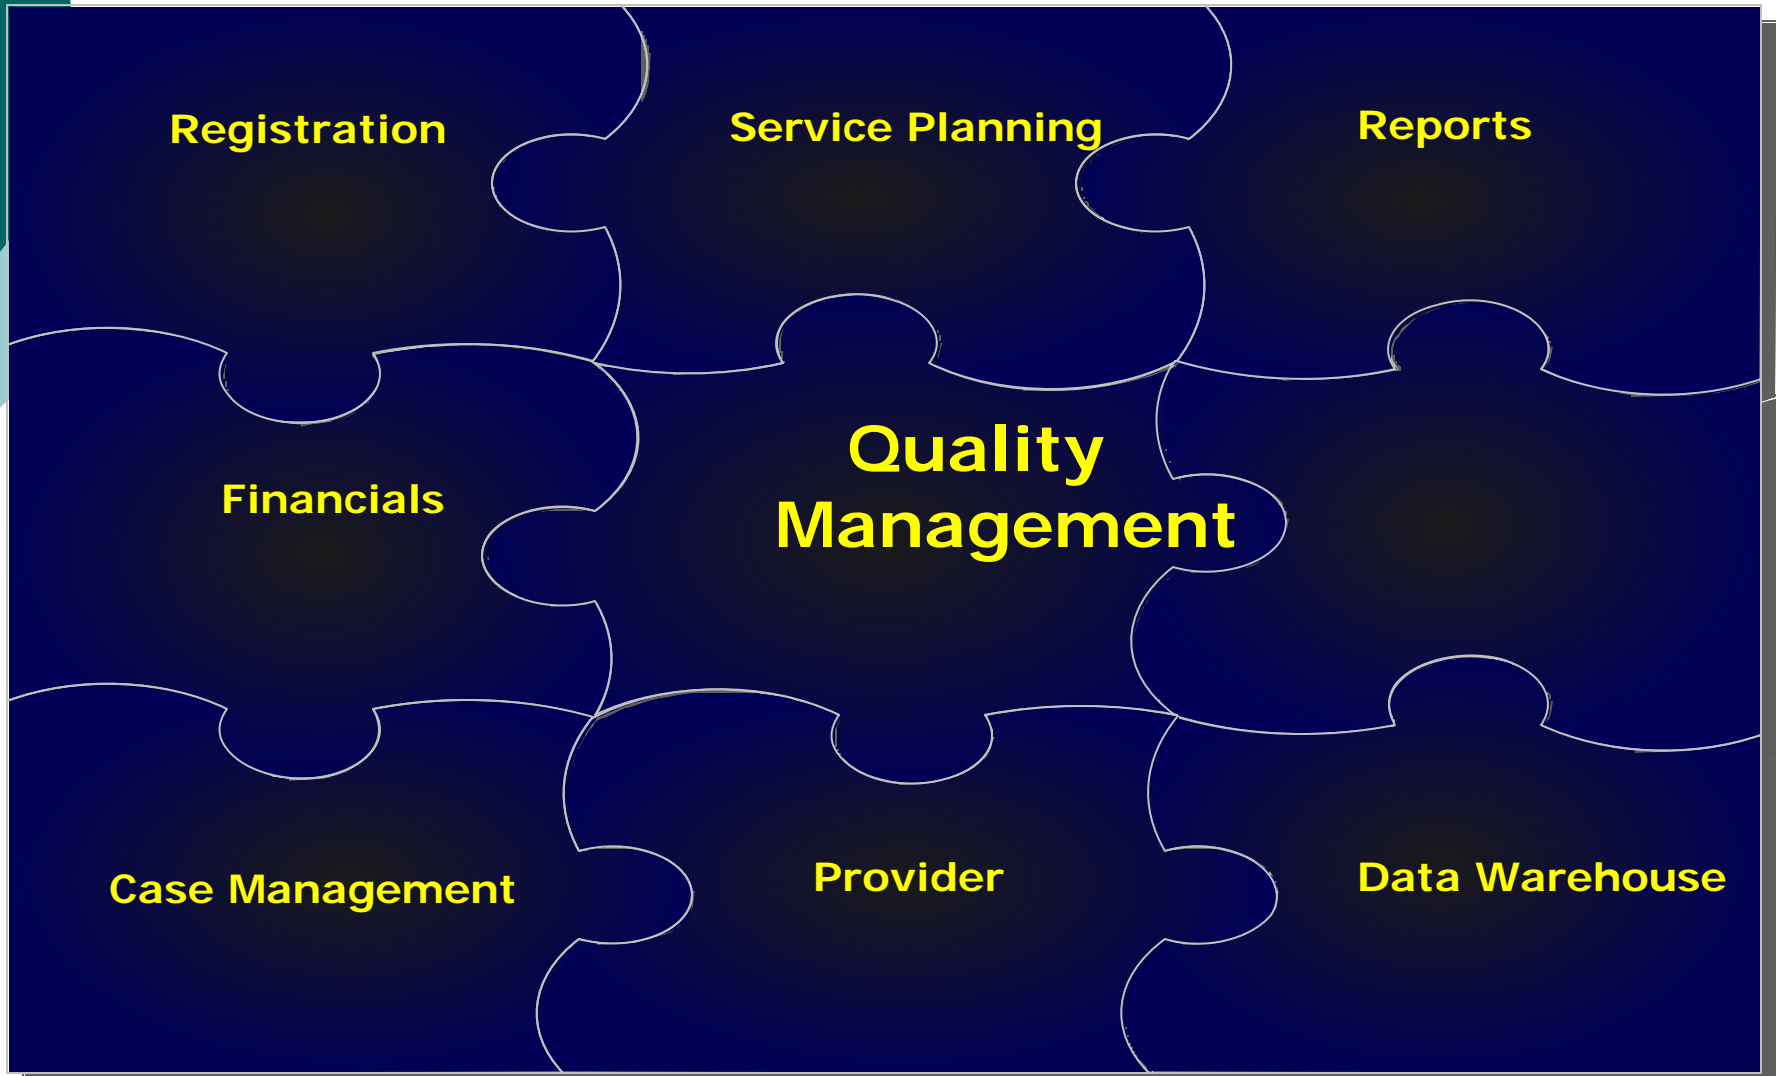 Registration
Service Planning
Reports
Financials
Quality
Management
Case Management
Provider
Data Warehouse